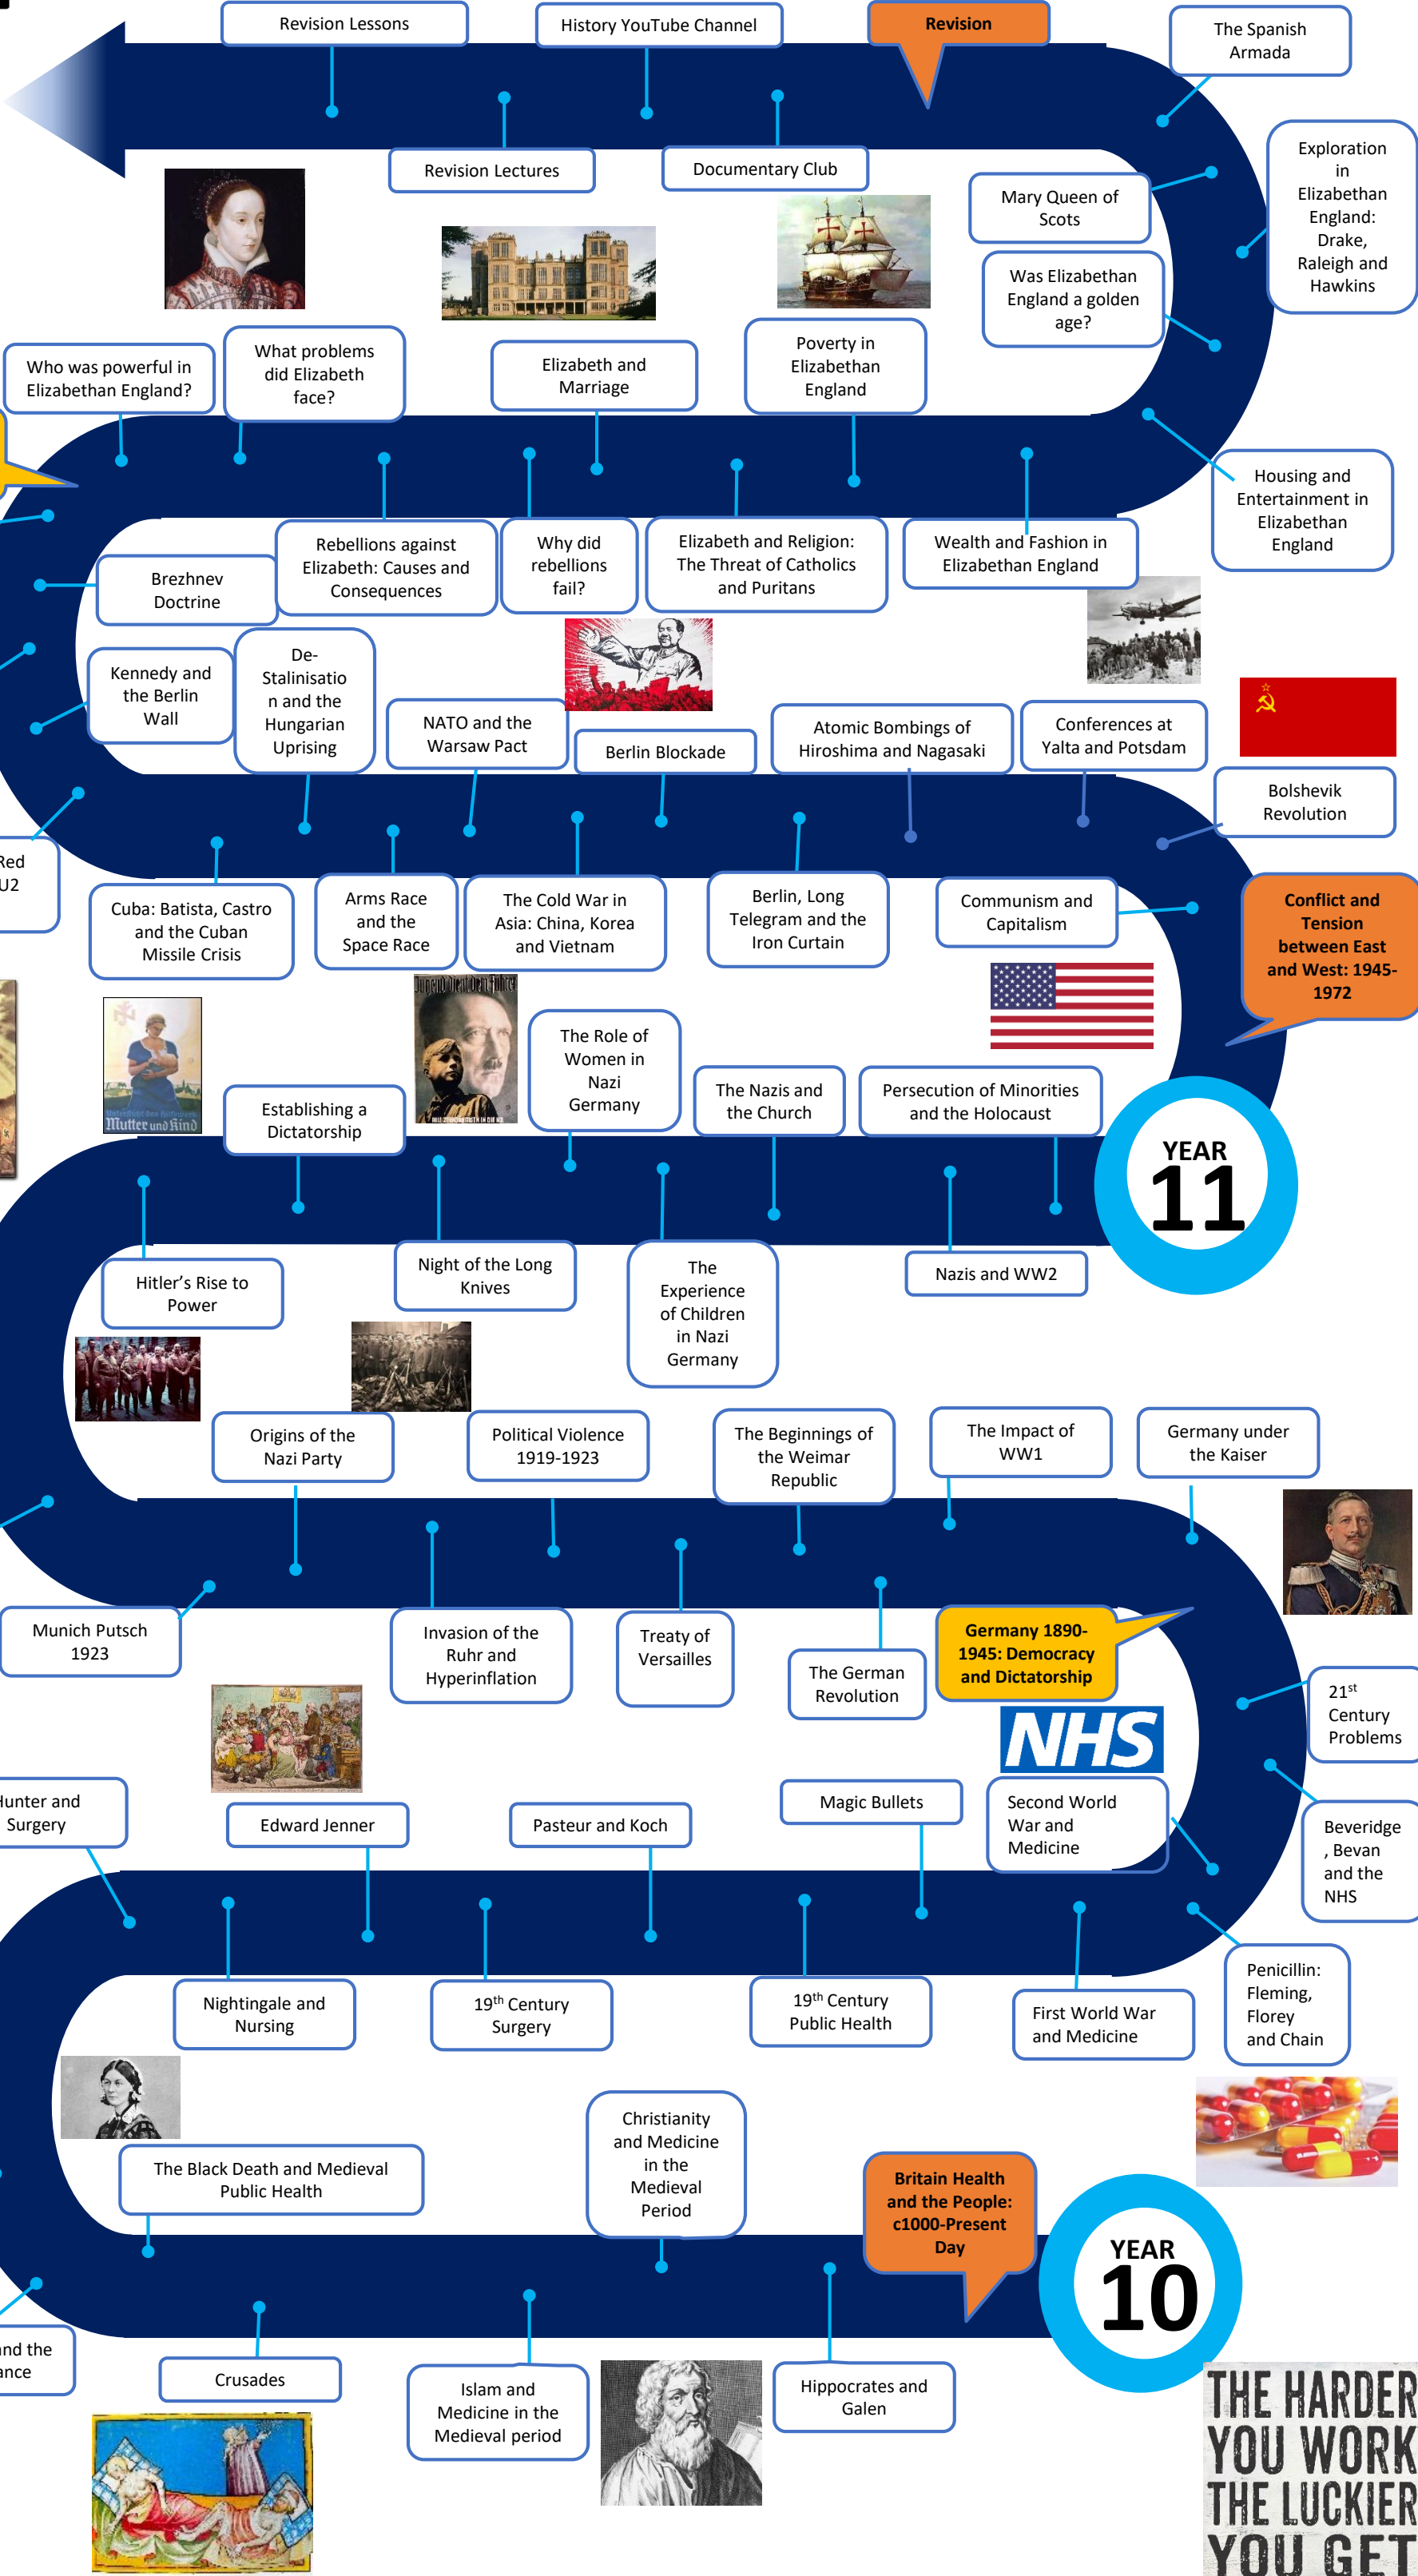 Revision Lessons
History YouTube Channel
Revision
The Spanish
Armada
Revision Lectures
Documentary Club
Exploration
in
Elizabethan
England:
Drake,
Raleigh and
Hawkins
Mary Queen of
Scots
Was Elizabethan
England a golden
age?
Who was powerful in
Elizabethan England?
What problems
did Elizabeth
face?
Elizabeth and
Marriage
Poverty in
Elizabethan
England
Housing and
Entertainment in
Elizabethan
England
Rebellions against
Elizabeth: Causes and
Consequences
Why did
rebellions
fail?
Elizabeth and Religion:
The Threat of Catholics
and Puritans
Wealth and Fashion in
Elizabethan England
Brezhnev
Doctrine
Kennedy and
the Berlin
Wall
De-
Stalinisatio
n and the
Hungarian
Uprising
NATO and the
Warsaw Pact
Berlin Blockade
Atomic Bombings of
Hiroshima and Nagasaki
Conferences at
Yalta and Potsdam
Bolshevik
Revolution
Red
U2
Cuba: Batista, Castro
and the Cuban
Missile Crisis
Arms Race
and the
Space Race
The Cold War in
Asia: China, Korea
and Vietnam
Berlin, Long
Telegram and the
Iron Curtain
Communism and
Capitalism
Conflict and
Tension
between East
and West: 1945-
1972
Jugend dient dem Führer
Mutter und Kind
Establishing a
Dictatorship
The Role of
Women in
Nazi
Germany
The Nazis and
the Church
Persecution of Minorities
and the Holocaust
YEAR
11
Hitler’s Rise to
Power
Night of the Long
Knives
The
Experience
of Children
in Nazi
Germany
Nazis and WW2
Origins of the
Nazi Party
Political Violence
1919-1923
The Beginnings of
the Weimar
Republic
The Impact of
WW1
Germany under
the Kaiser
Munich Putsch
1923
Invasion of the
Ruhr and
Hyperinflation
Treaty of
Versailles
The German
Revolution
Germany 1890-
1945: Democracy
and Dictatorship
21st
Century
Problems
NHS
Hunter and
Surgery
Edward Jenner
Pasteur and Koch
Magic Bullets
Second World
War and
Medicine
Beveridge
, Bevan
and the
NHS
Nightingale and
Nursing
19th Century
Surgery
19th Century
Public Health
First World War
and Medicine
Penicillin:
Fleming,
Florey
and Chain
The Black Death and Medieval
Public Health
Christianity
and Medicine
in the
Medieval
Period
Britain Health
and the People:
c1000-Present
Day
YEAR
10
and the
Crusades
Islam and
Medicine in the
Medieval period
Hippocrates and
Galen
THE HARDER
YOU WORK
THE LUCKIER
YOU GET